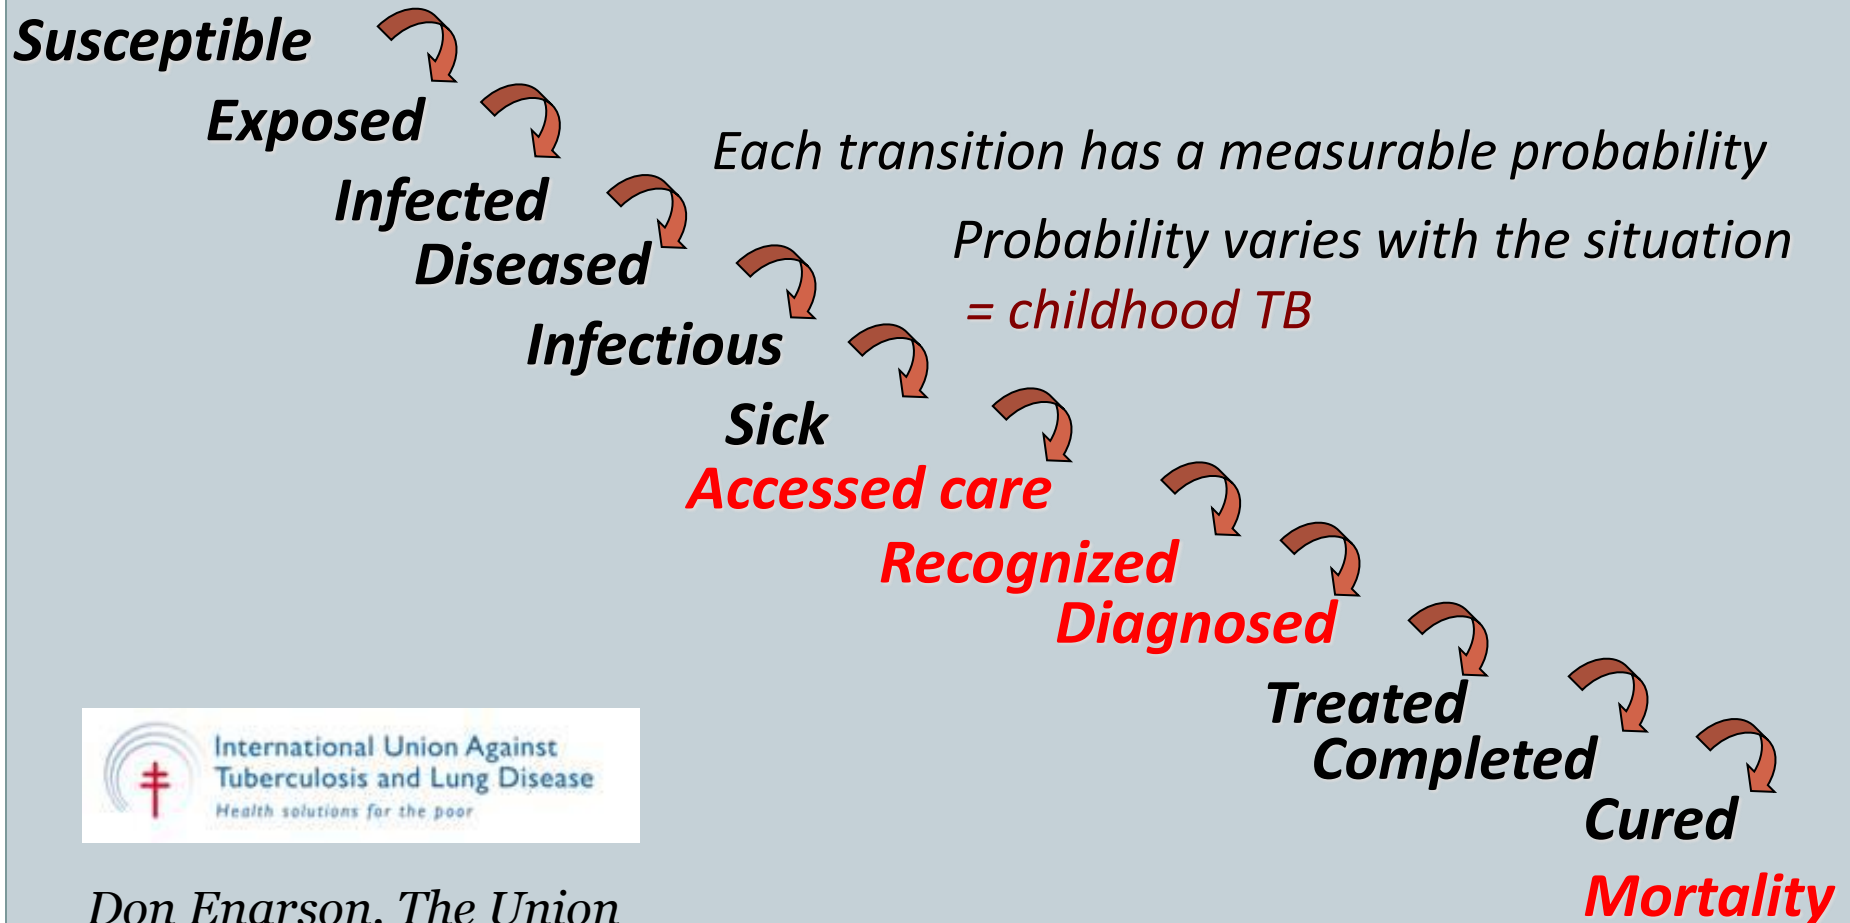 Susceptible
Exposed
Each transition has a measurable probability
Infected
Probability varies with the situation
Diseased
= childhood TB
Infectious
Sick
Accessed care
Recognized
Diagnosed
Treated
International Union Against
Tuberculosis and Lung Disease
Health solutions for the poor
Completed
Cured
Mortality
Don Enarson, The Union